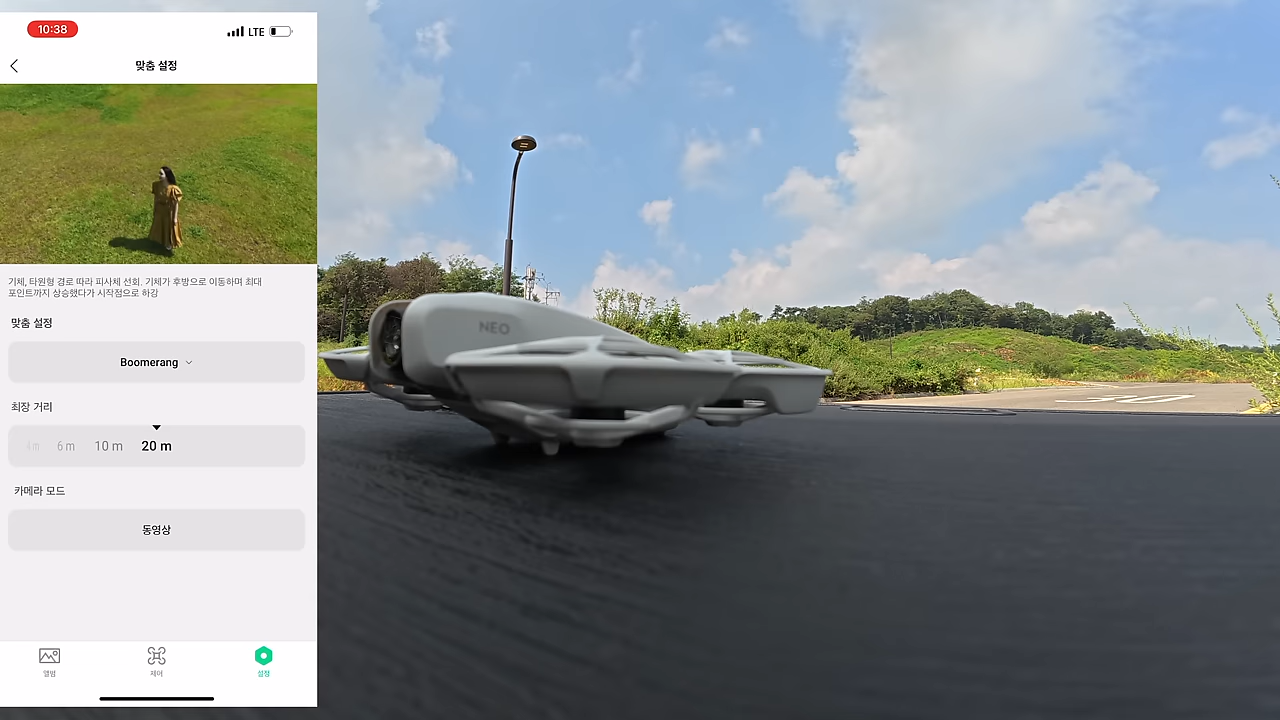 10:38
LTE
맞춤 설정
기체, 타원형 경로 따라 피사체 선회. 기체가 후방으로 이동하며 최대
포인트까지 상승했다가 시작점으로 하강
맞춤 설정
Boomerang
최장 거리
4m 6 m 10 m 20 m
카메라 모드
동영상
앨범 제어 설정
NEO
30